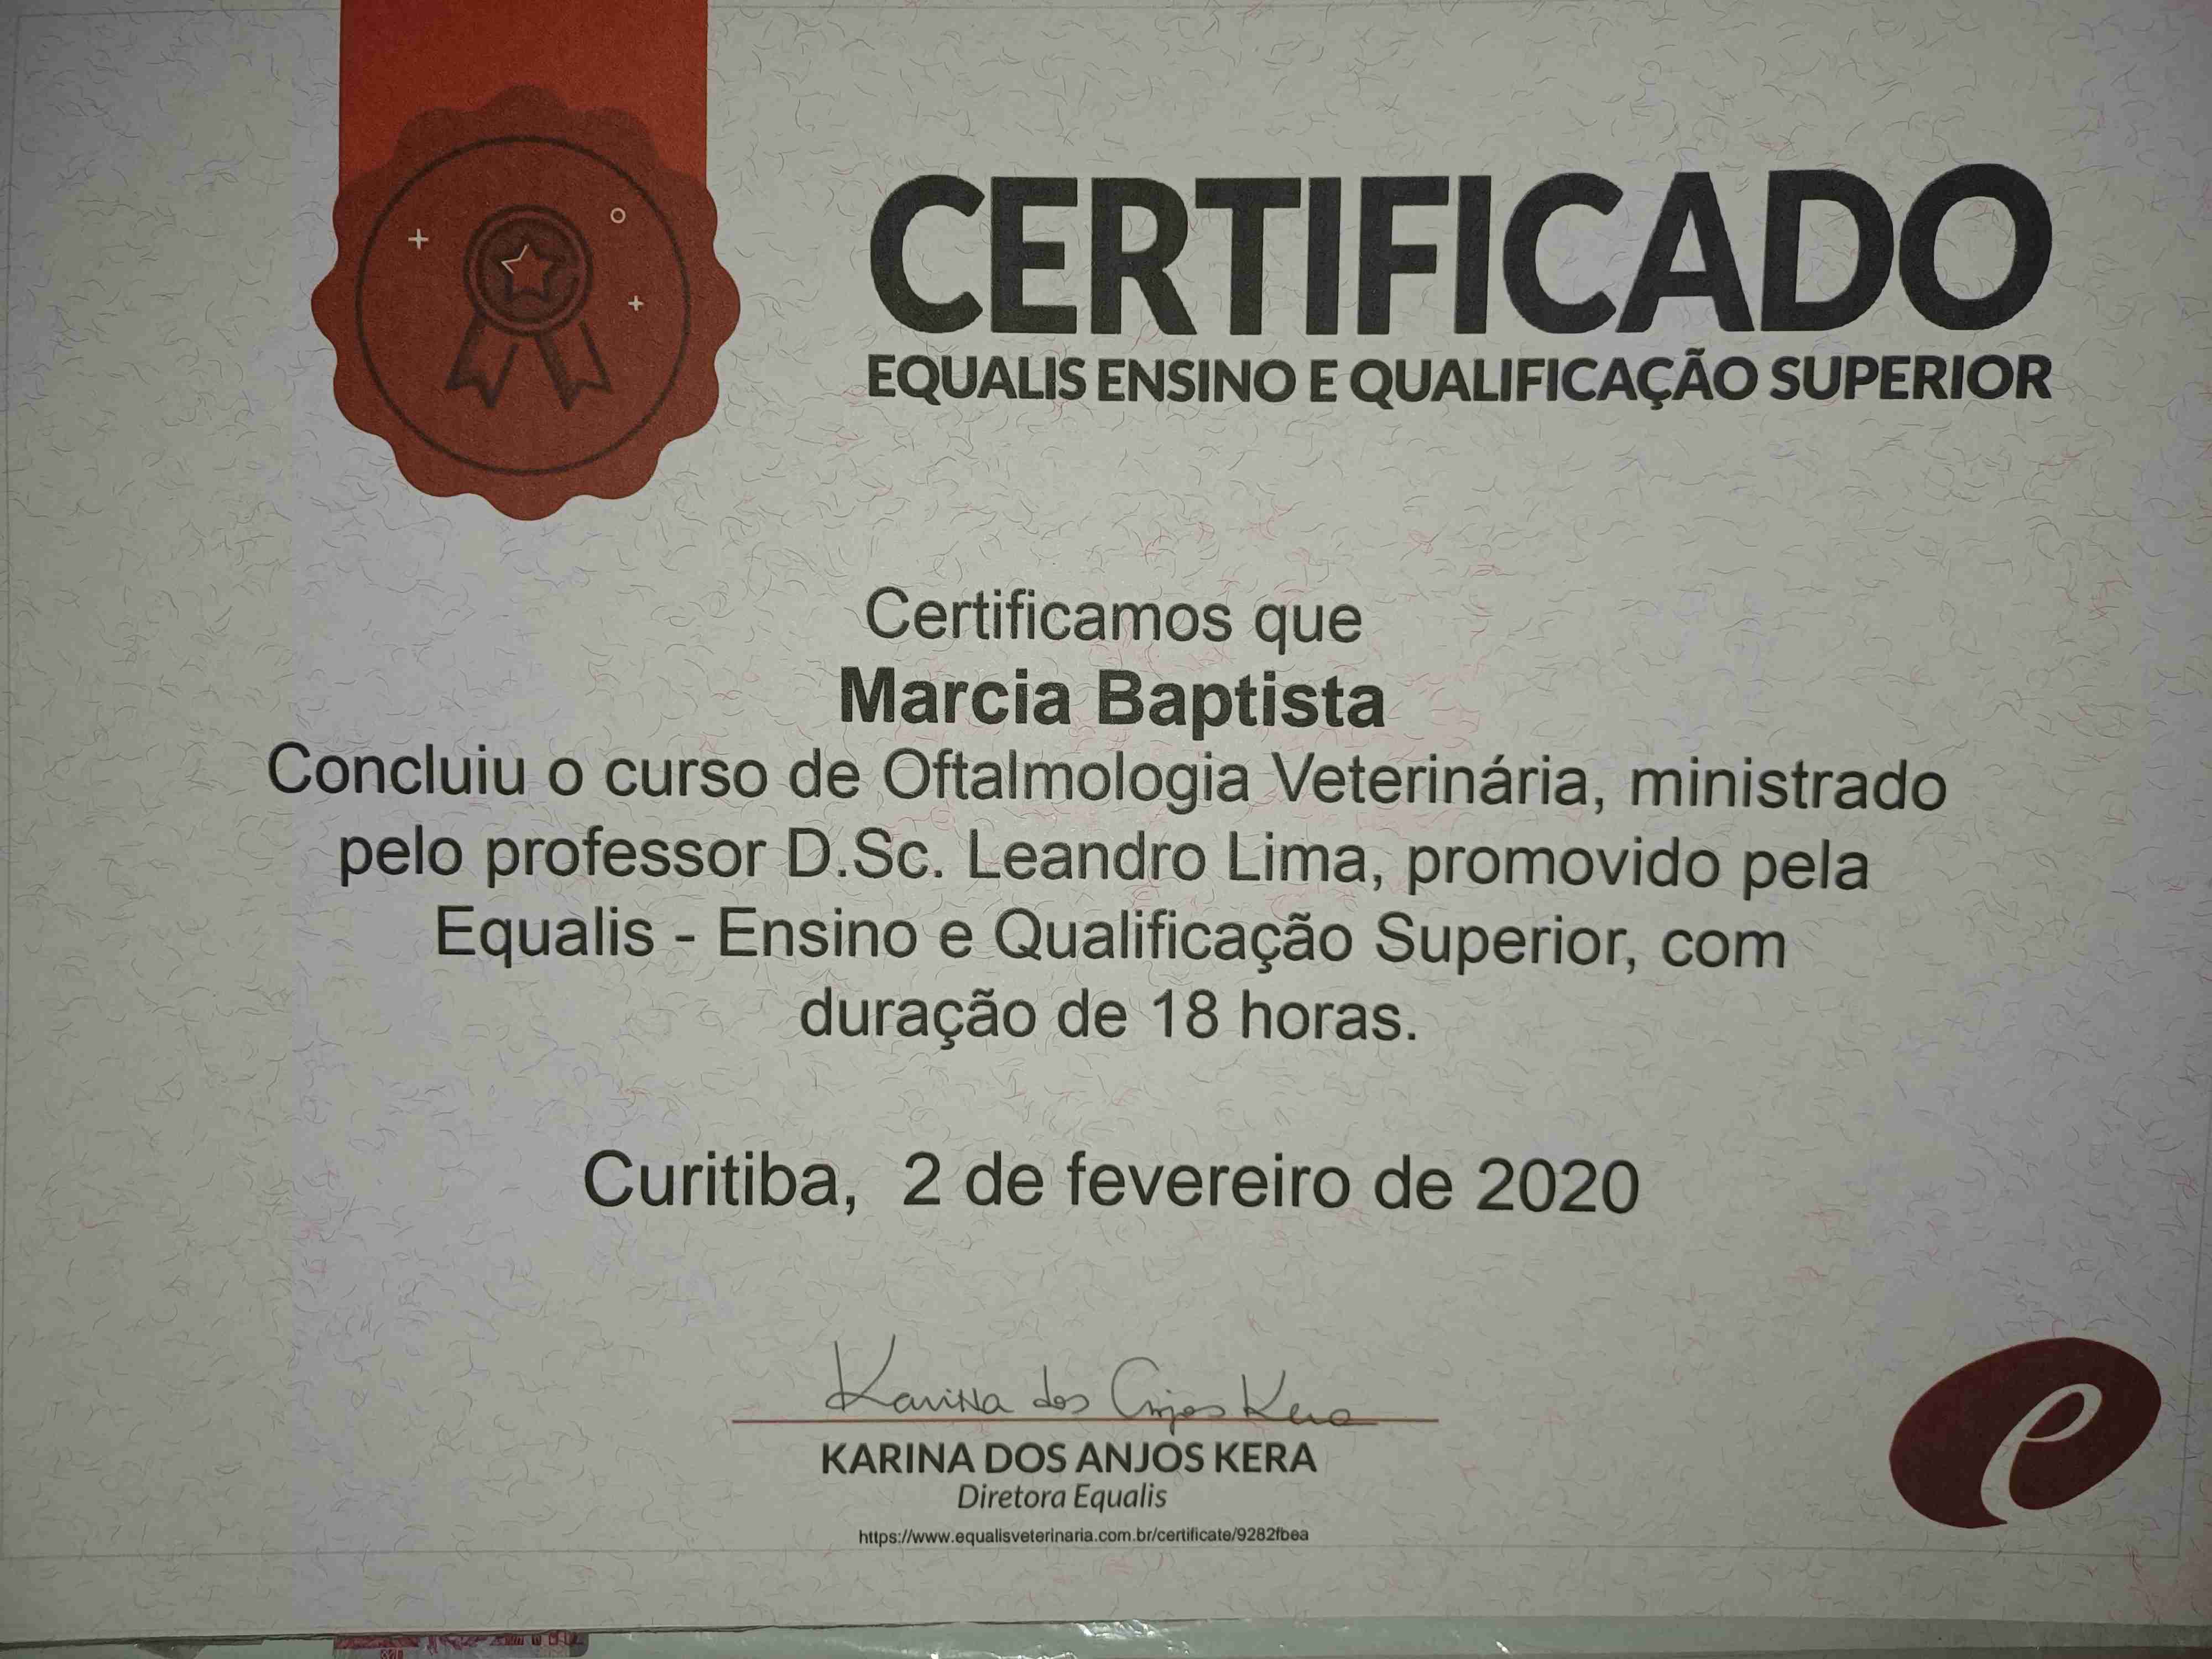 CERTIFICADO
EQUALIS ENSINO E QUALIFICAÇÃO SUPERIOR
Certificamos que
Marcia Baptista
Concluiu o curso de Oftalmologia Veterinária, ministrado
pelo professor D.Sc. Leandro Lima, promovido pela
Equalis - Ensino e Qualificação Superior, com
duração de 18 horas.
Curitiba, 2 de fevereiro de 2020
Karina dos Anjos Kera
KARINA DOS ANJOS KERA
Diretora Equalis
https://www.equalisveterinaria.com.br/certificate/9282fbea
e